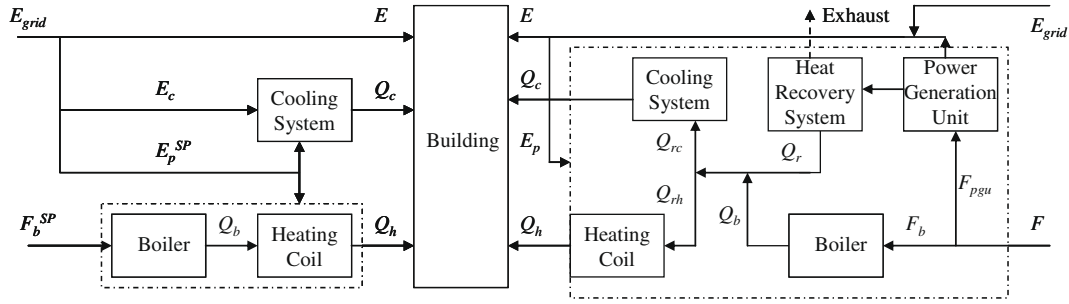 E_grid
E
E
Exhaust
E_grid
E_c
Cooling
System
Q_c
Q_c
Cooling
System
Heat
Recovery
System
Power
Generation
Unit
Building
E_p^SP
E_p
Q_rc
Q_r
Q_rh
Q_b
F_pgu
F_b^SP
Boiler
Q_b
Heating
Coil
Q_h
Q_h
Heating
Coil
Boiler
F_b
F